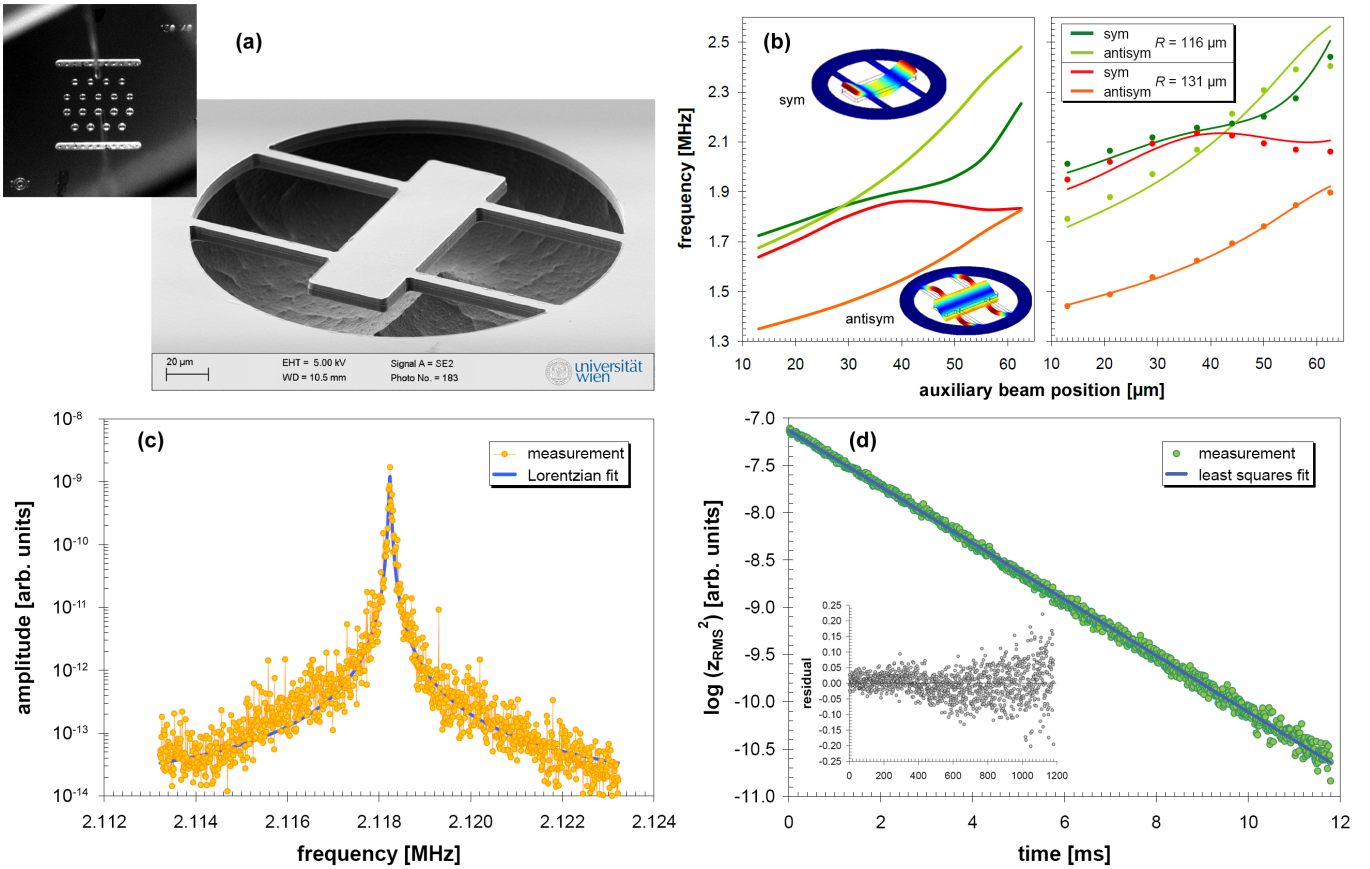 (a)
20 µm
EHT = 5.00 kV
WD = 10.5 mm
Signal A = SE2
Photo No. = 183
universität
wien
(b)
frequency [MHz]
2.5
2.3
2.1
1.9
1.7
1.5
1.3
sym
antisym
10 20 30 40 50 60
sym
antisym
R = 116 µm
sym
antisym
R = 131 µm
10 20 30 40 50 60
auxiliary beam position [µm]
(c)
amplitude [arb. units]
10-8
10-9
10-10
10-11
10-12
10-13
10-14
measurement
Lorentzian fit
2.112 2.114 2.116 2.118 2.120 2.122 2.124
frequency [MHz]
(d)
log (zRMS2) [arb. units]
-7.0
-7.5
-8.0
-8.5
-9.0
-9.5
-10.0
-10.5
-11.0
measurement
least squares fit
residual
0.25
0.20
0.15
0.10
0.05
0.00
-0.05
-0.10
-0.15
-0.20
-0.25
0 200 400 600 800 1000 1200
0 2 4 6 8 10 12
time [ms]